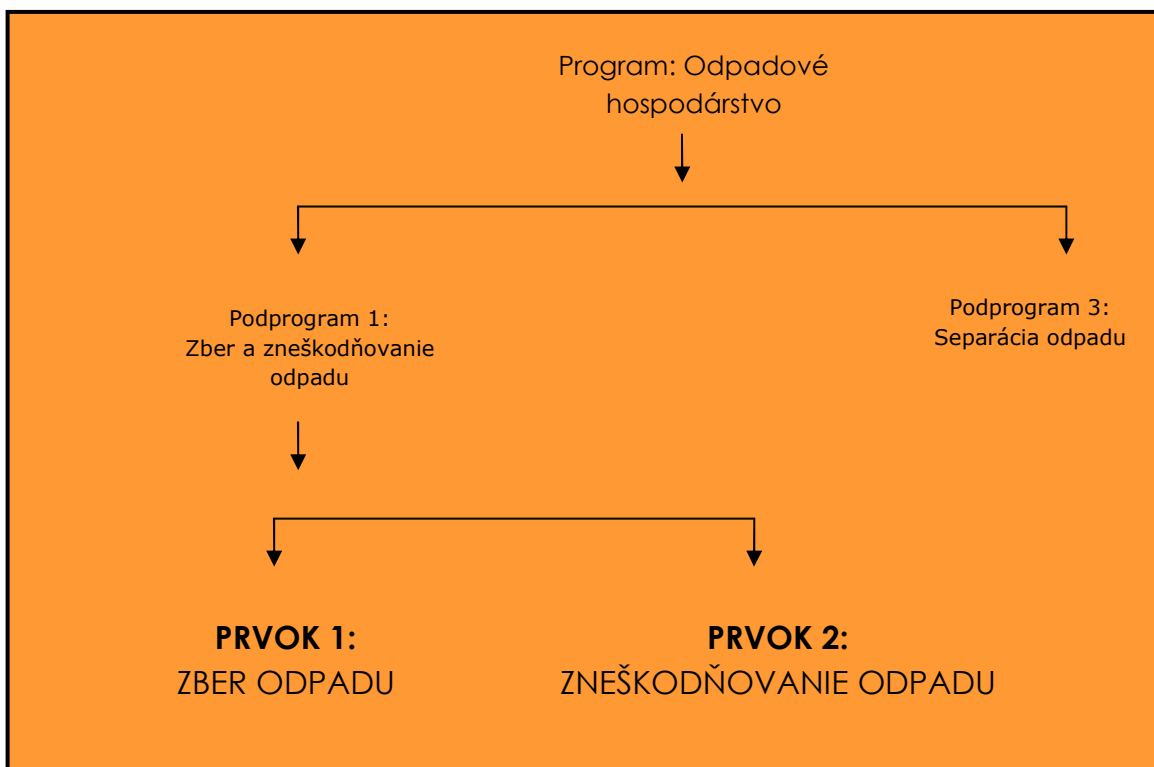 Program: Odpadové
hospodárstvo
Podprogram 1:
Zber a zneškodňovanie
odpadu
Podprogram 3:
Separácia odpadu
PRVOK 1:
ZBER ODPADU
PRVOK 2:
ZNEŠKODŇOVANIE ODPADU